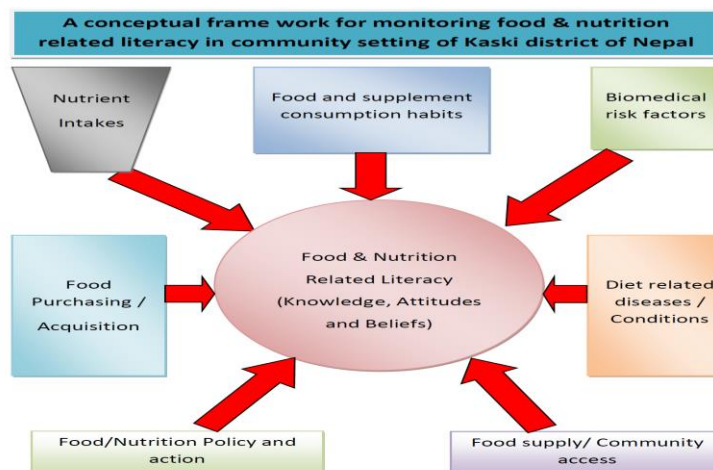 A conceptual frame work for monitoring food & nutrition
related literacy in community setting of Kaski district of Nepal
Nutrient
Intakes
Food and supplement
consumption habits
Biomedical
risk factors
Food
Purchasing /
Acquisition
Food & Nutrition
Related Literacy
(Knowledge, Attitudes
and Beliefs)
Diet related
diseases /
Conditions
Food/Nutrition Policy and
action
Food supply/ Community
access